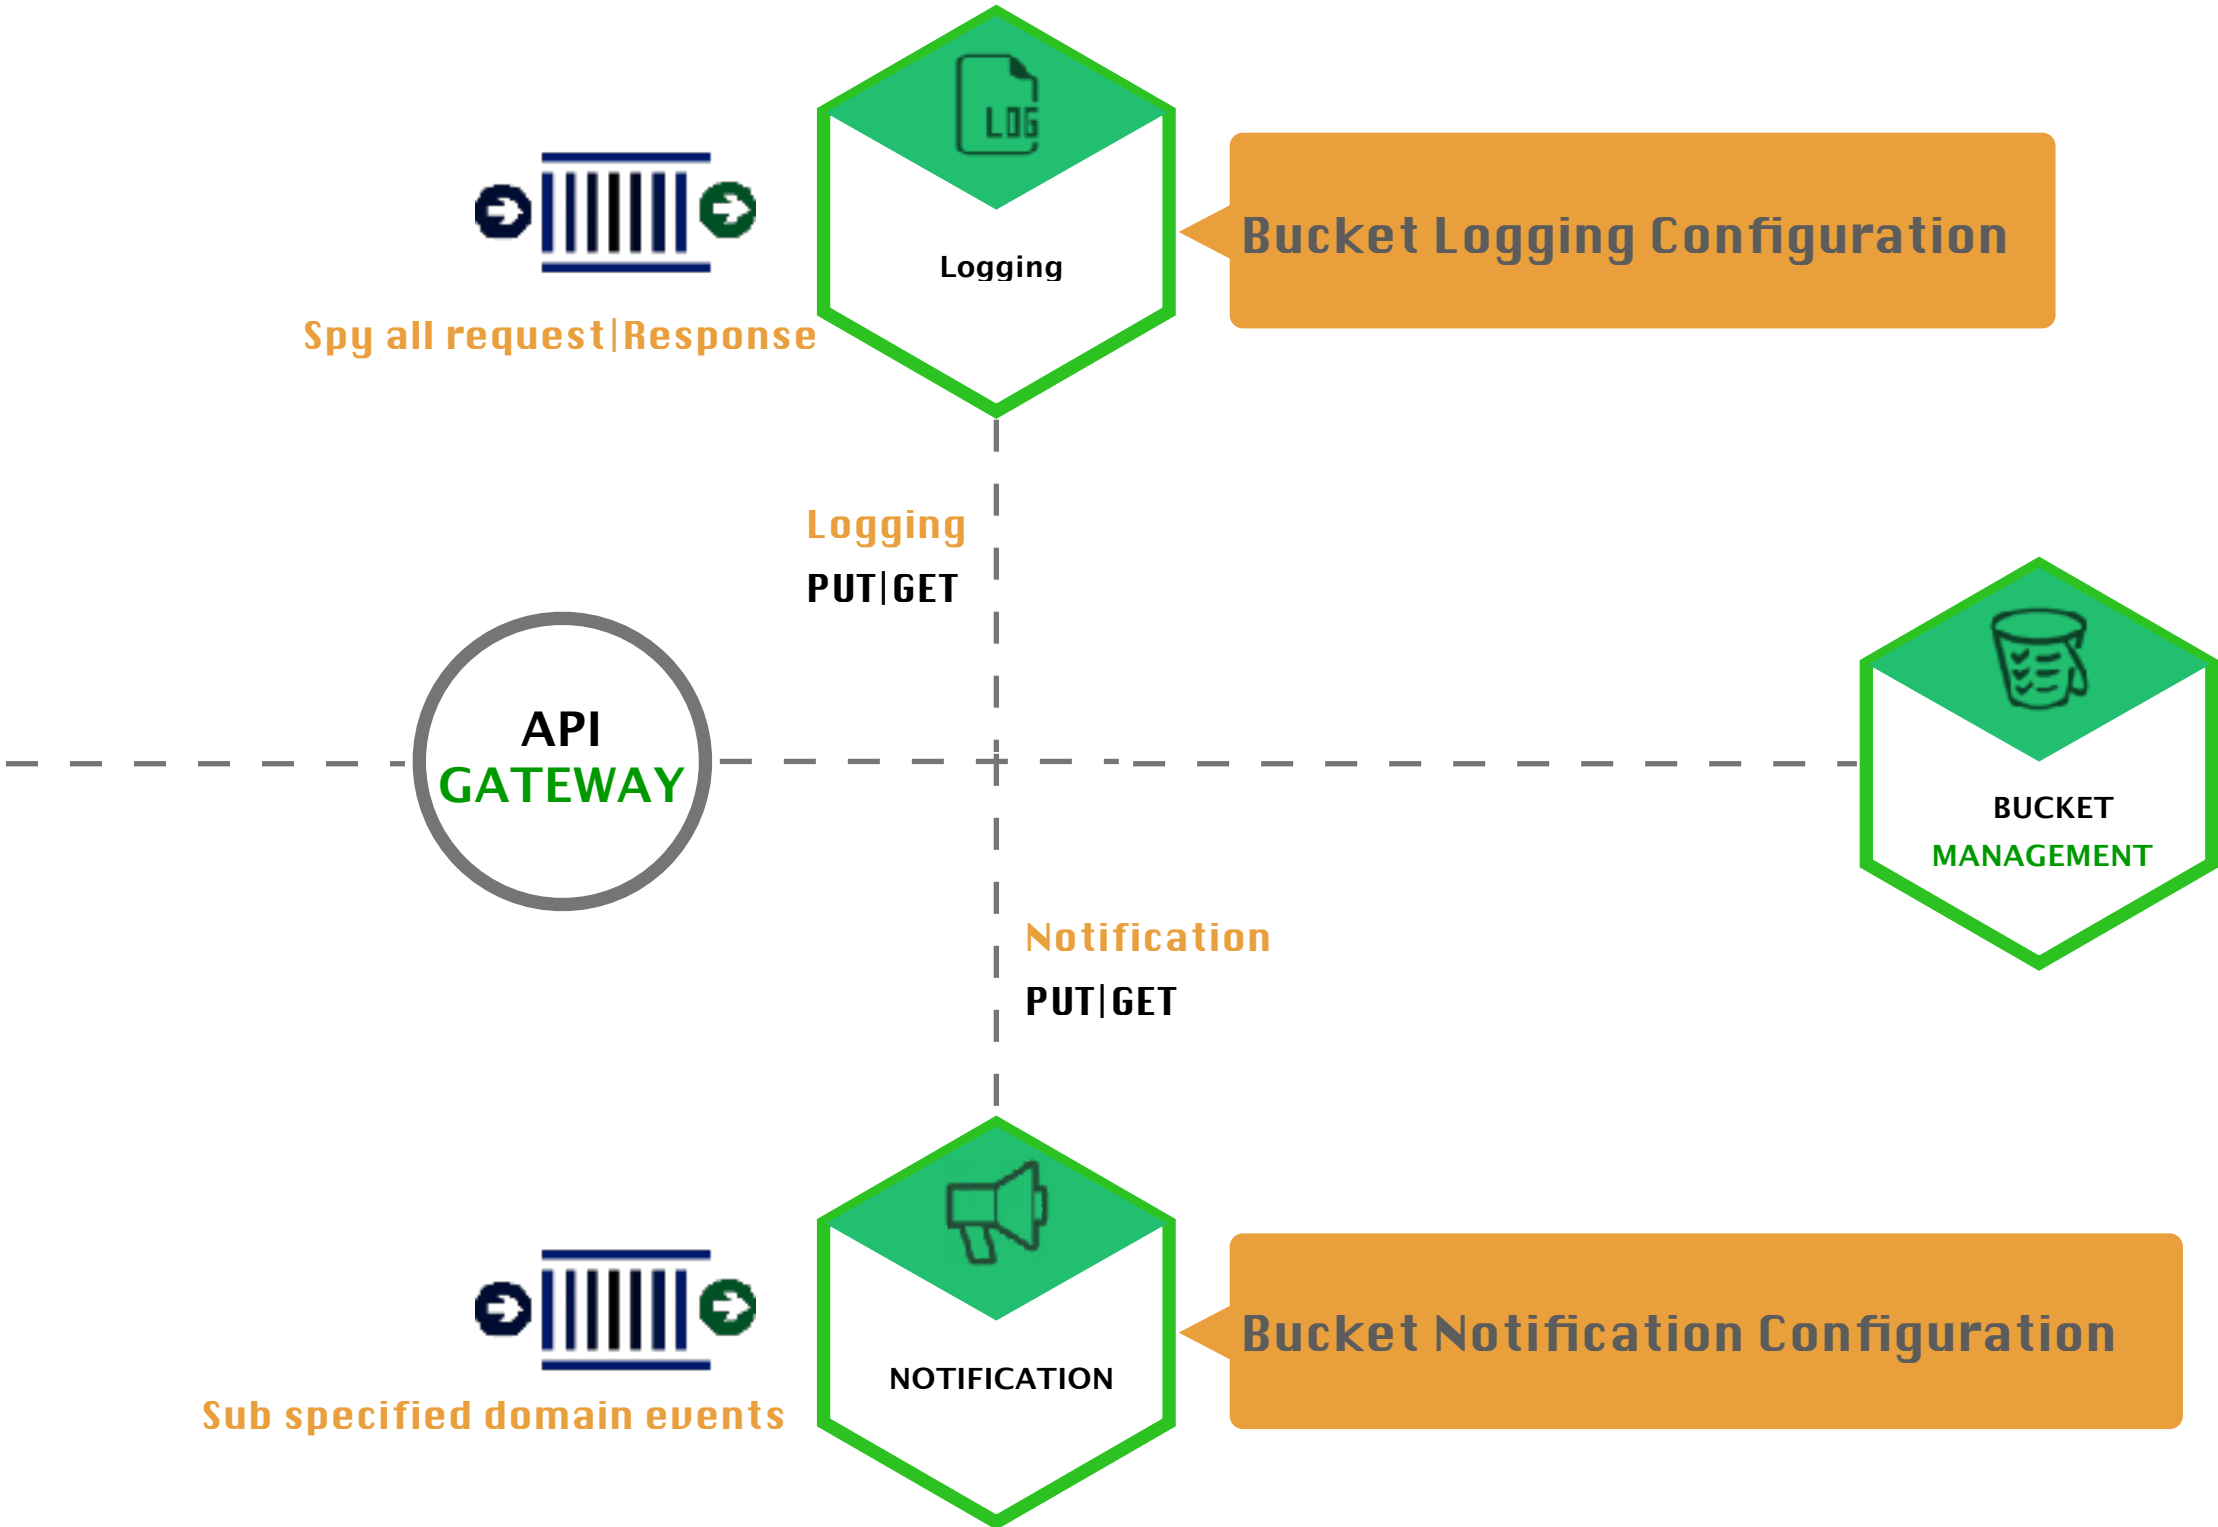 LOG
Logging
Bucket Logging Configuration
Spy all request|Response
Logging
PUT|GET
API
GATEWAY
BUCKET
MANAGEMENT
Notification
PUT|GET
NOTIFICATION
Bucket Notification Configuration
Sub specified domain events